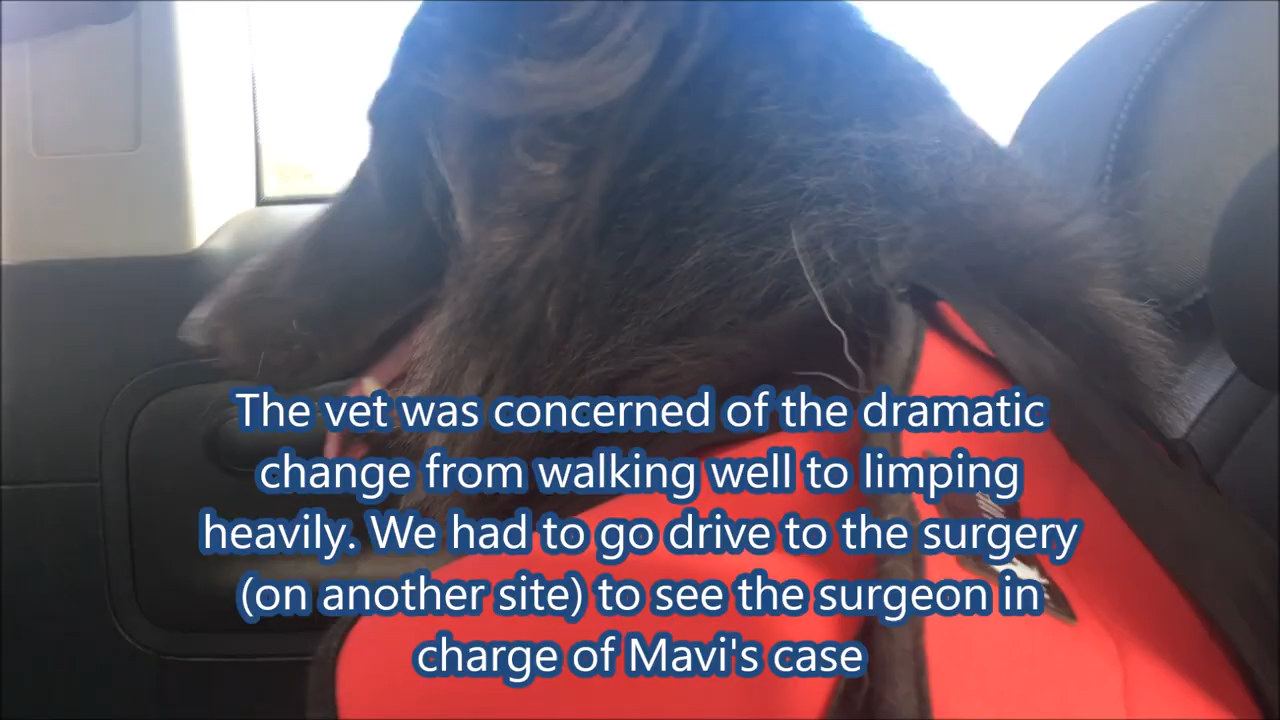 The vet was concerned of the dramatic
change from walking well to limping
heavily. We had to go drive to the surgery
(on another site) to see the surgeon in
charge of Mavi's case